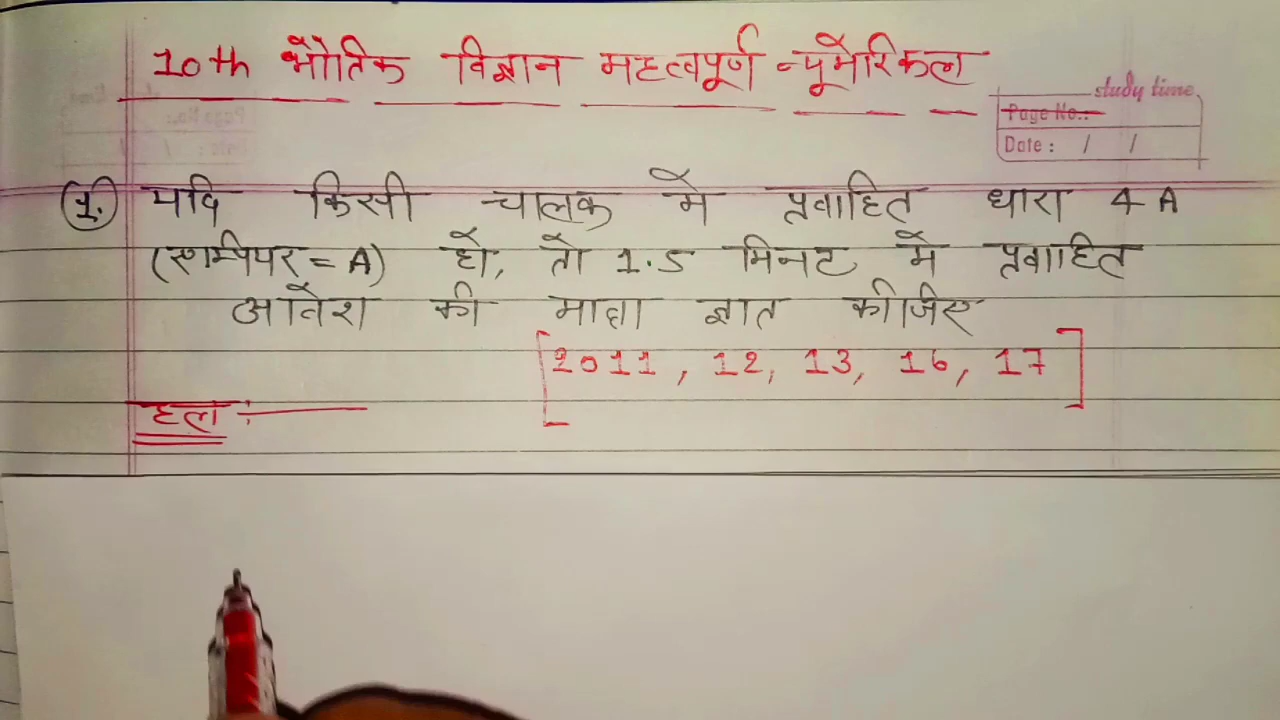 10th भौतिक विज्ञान महत्वपूर्ण न्यूमेरिकल
study time
Page No.:
Date : / /
1. यदि किसी चालक मे प्रवाहित धारा 4 A
(एम्पियर = A) हो, तो 1.5 मिनट मे प्रवाहित
आवेश की मात्रा ज्ञात कीजिए
[2011, 12, 13, 16, 17]
हल :-